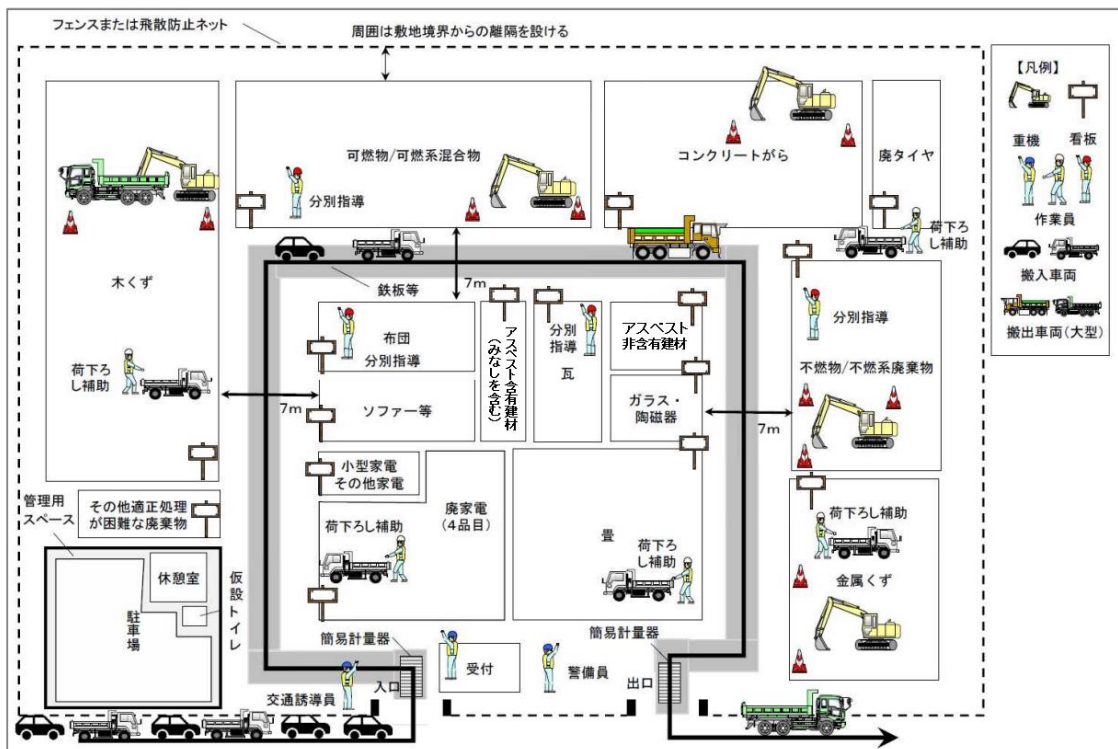 フェンスまたは飛散防止ネット
周囲は敷地境界からの離隔を設ける
【凡例】
重機
看板
作業員
搬入車両
搬出車両(大型)
可燃物/可燃系混合物
分別指導
コンクリートがら
廃タイヤ
荷下ろ
し補助
木くず
7m
鉄板等
布団
分別指導
アスベスト含有建材
(みなしを含む)
分別
指導
瓦
アスベスト
非含有建材
分別指導
不燃物/不燃系廃棄物
荷下ろし補助
7m
ソファー等
ガラス・
陶磁器
7m
小型家電
その他家電
廃家電
(4品目)
荷下ろし補助
畳
荷下ろ
し補助
荷下ろし補助
金属くず
その他適正処理
が困難な廃棄物
管理用
スペース
休憩室
仮設トイレ
駐車場
簡易計量器
受付
警備員
簡易計量器
交通誘導員
入口
出口